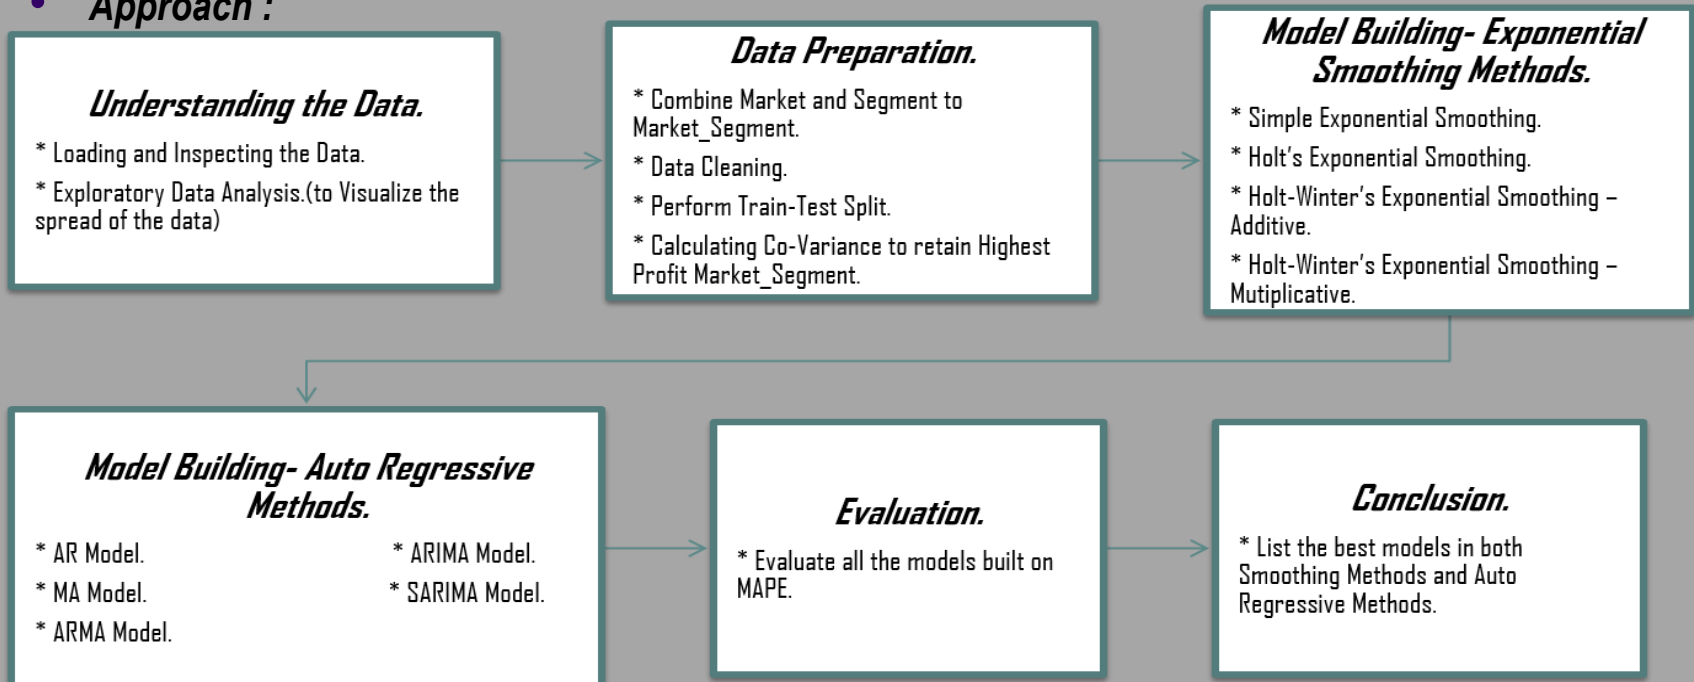 • Approach :
Understanding the Data.
* Loading and Inspecting the Data.
* Exploratory Data Analysis.(to Visualize the
spread of the data)
Data Preparation.
* Combine Market and Segment to
Market_Segment.
* Data Cleaning.
* Perform Train-Test Split.
* Calculating Co-Variance to retain Highest
Profit Market_Segment.
Model Building- Exponential
Smoothing Methods.
* Simple Exponential Smoothing.
* Holt's Exponential Smoothing.
* Holt-Winter's Exponential Smoothing –
Additive.
* Holt-Winter's Exponential Smoothing –
Mutiplicative.
Model Building- Auto Regressive
Methods.
* AR Model.
* MA Model.
* ARMA Model.
* ARIMA Model.
* SARIMA Model.
Evaluation.
* Evaluate all the models built on
MAPE.
Conclusion.
* List the best models in both
Smoothing Methods and Auto
Regressive Methods.